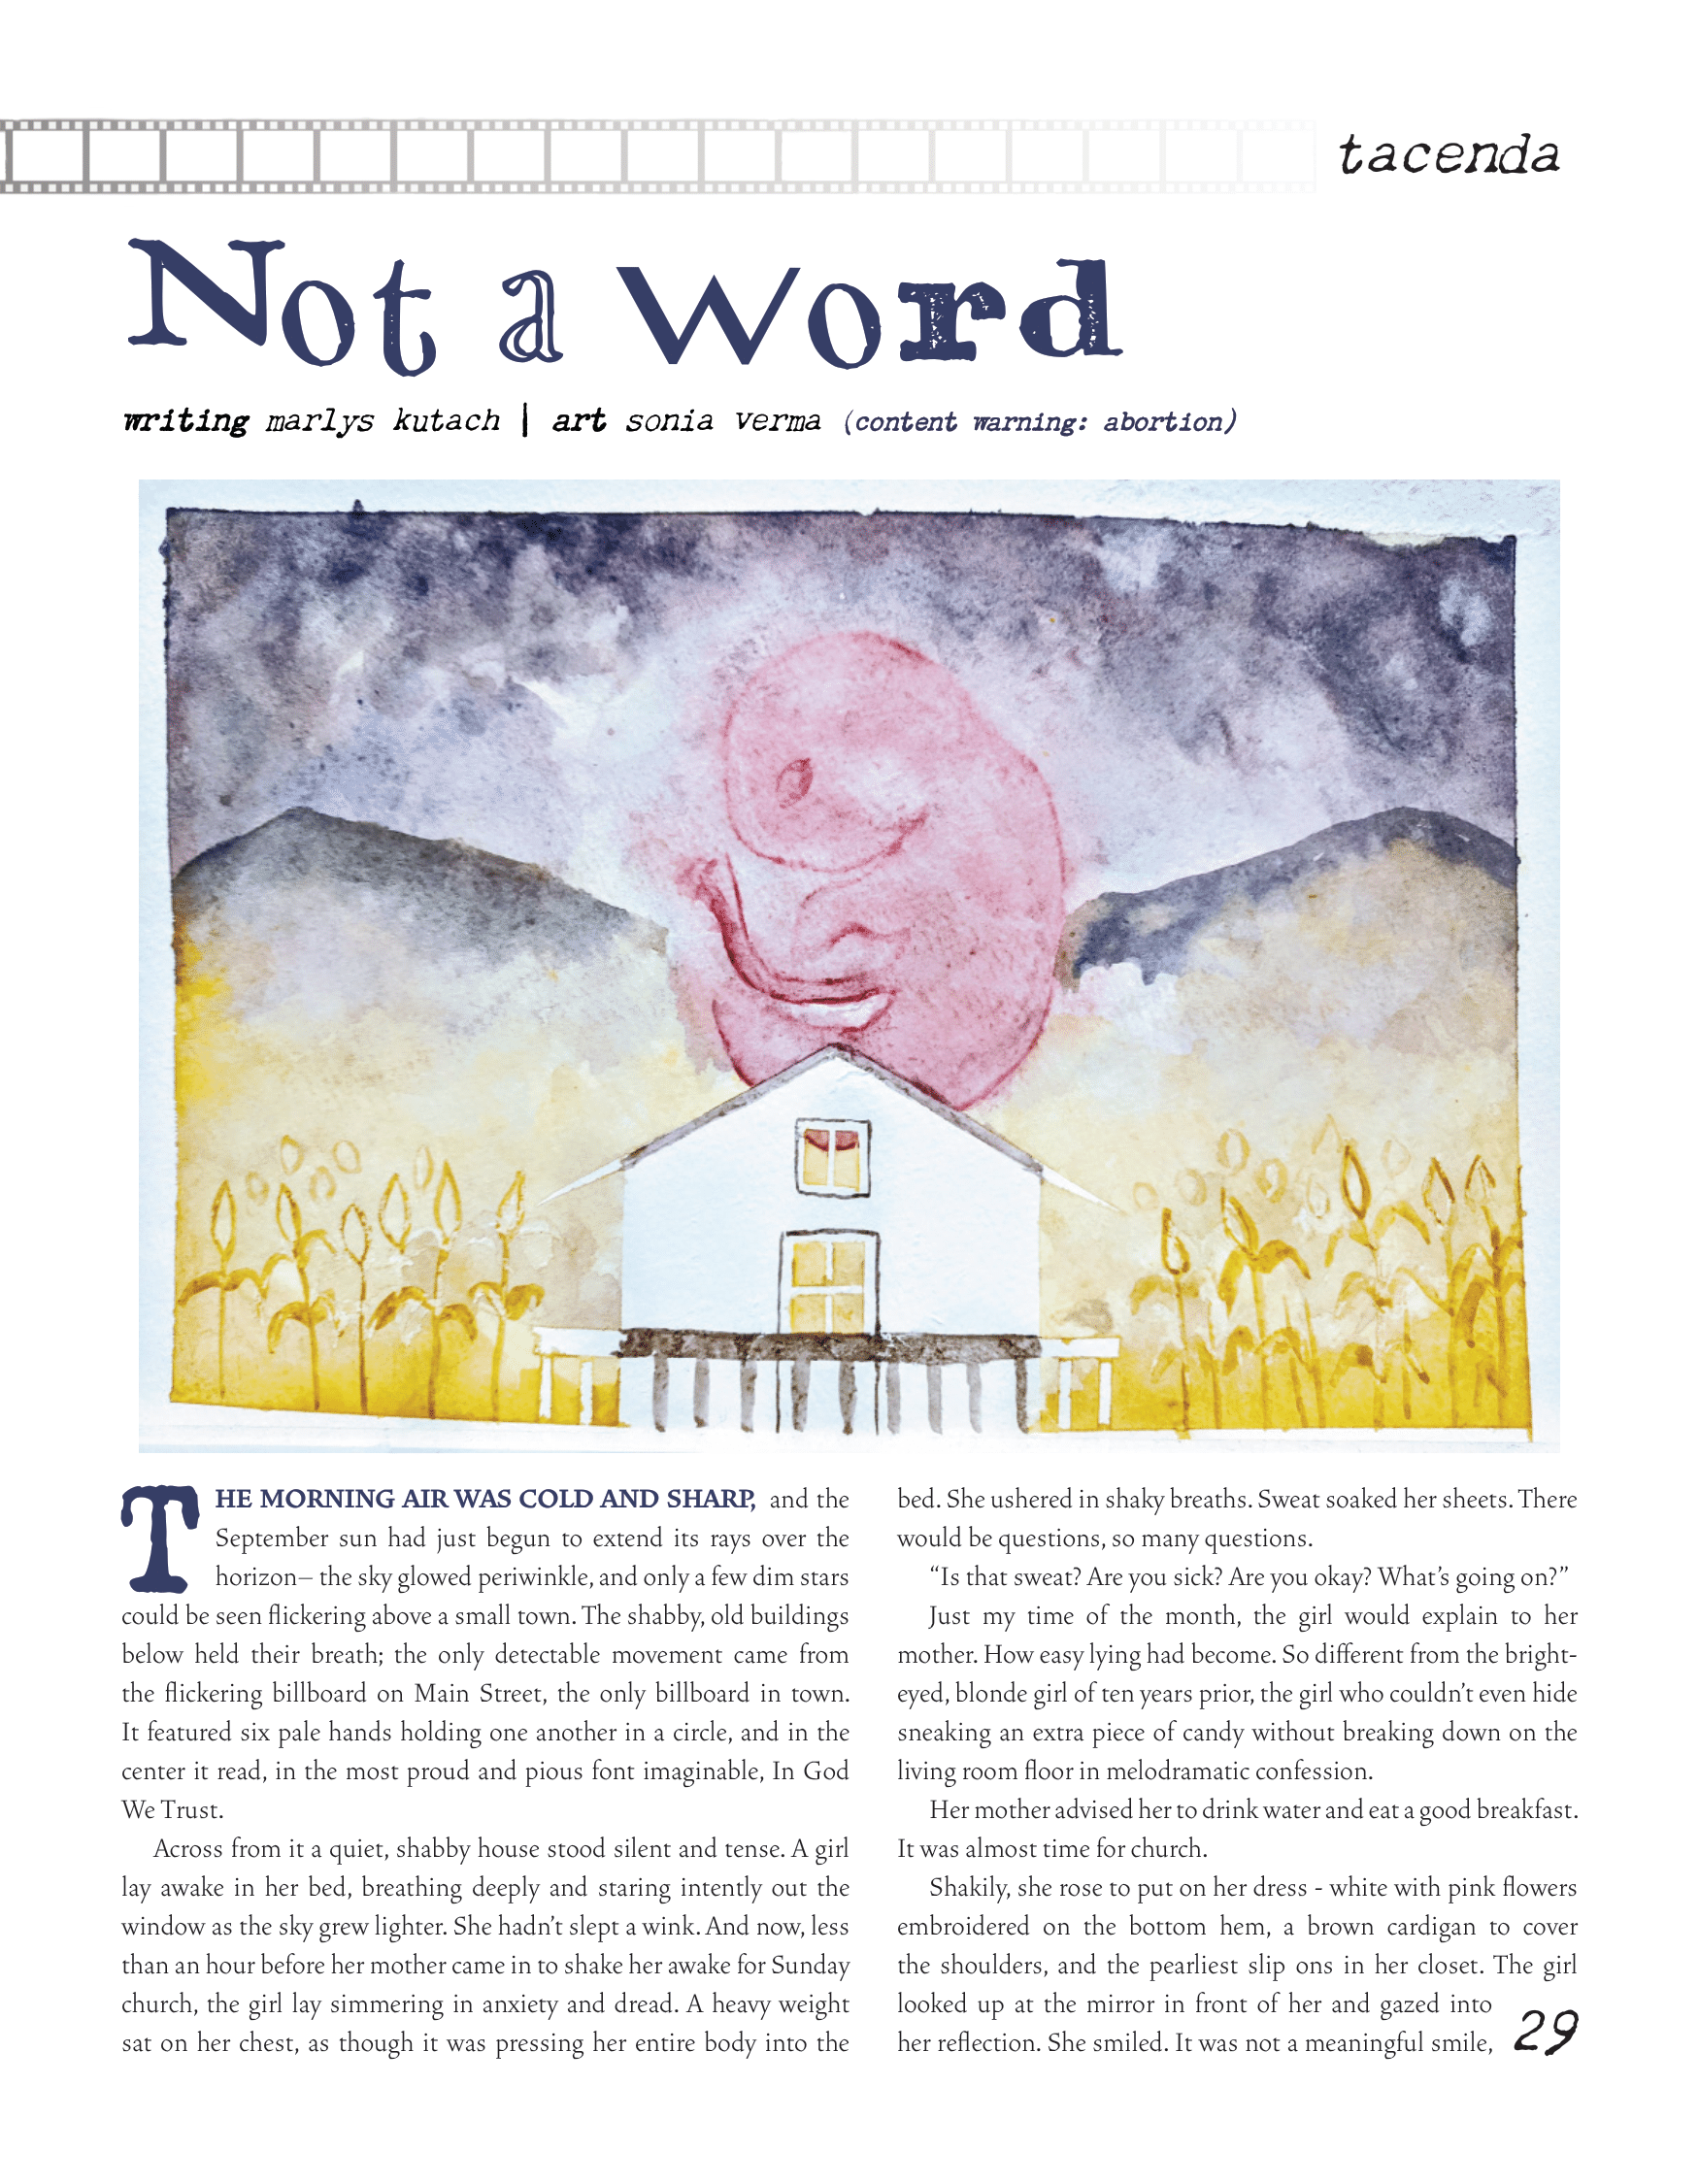 tacenda
Not a Word
writing marlys kutach | art sonia verma (content warning: abortion)
THE MORNING AIR WAS COLD AND SHARP, and the
September sun had just begun to extend its rays over the
horizon– the sky glowed periwinkle, and only a few dim stars
could be seen flickering above a small town. The shabby, old buildings
below held their breath; the only detectable movement came from
the flickering billboard on Main Street, the only billboard in town.
It featured six pale hands holding one another in a circle, and in the
center it read, in the most proud and pious font imaginable, In God
We Trust.
Across from it a quiet, shabby house stood silent and tense. A girl
lay awake in her bed, breathing deeply and staring intently out the
window as the sky grew lighter. She hadn’t slept a wink. And now, less
than an hour before her mother came in to shake her awake for Sunday
church, the girl lay simmering in anxiety and dread. A heavy weight
sat on her chest, as though it was pressing her entire body into the
bed. She ushered in shaky breaths. Sweat soaked her sheets. There
would be questions, so many questions.
“Is that sweat? Are you sick? Are you okay? What’s going on?”
Just my time of the month, the girl would explain to her
mother. How easy lying had become. So different from the bright-
eyed, blonde girl of ten years prior, the girl who couldn’t even hide
sneaking an extra piece of candy without breaking down on the
living room floor in melodramatic confession.
Her mother advised her to drink water and eat a good breakfast.
It was almost time for church.
Shakily, she rose to put on her dress - white with pink flowers
embroidered on the bottom hem, a brown cardigan to cover
the shoulders, and the pearliest slip ons in her closet. The girl
looked up at the mirror in front of her and gazed into
her reflection. She smiled. It was not a meaningful smile,
29